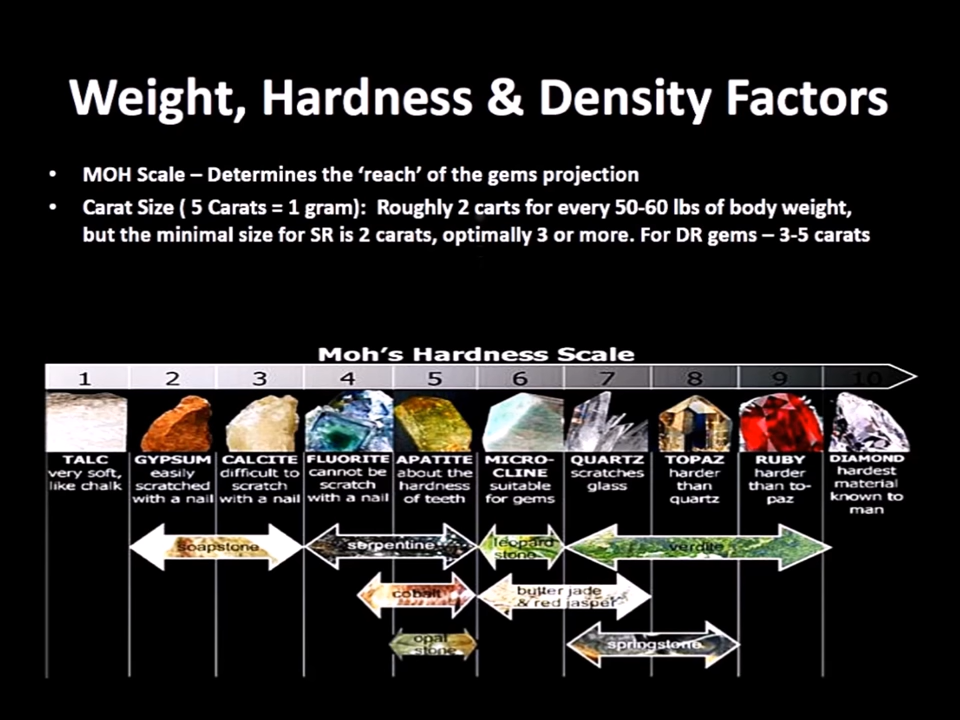 Weight, Hardness & Density Factors
• MOH Scale – Determines the ‘reach’ of the gems projection
• Carat Size ( 5 Carats = 1 gram): Roughly 2 carts for every 50-60 lbs of body weight,
but the minimal size for SR is 2 carats, optimally 3 or more. For DR gems – 3-5 carats
Moh's Hardness Scale
1 2 3 4 5 6 7 8 9 10
TALC
very soft,
like chalk
GYPSUM
easily
scratched
with a nail
CALCITE
difficult to
scratch
with a nail
FLUORITE
cannot be
scratch
with a nail
APATITE
about the
hardness
of teeth
MICRO-
CLINE
suitable
for gems
QUARTZ
scratches
glass
TOPAZ
harder
than
quartz
RUBY
harder
than to-
paz
DIAMOND
hardest
material
known to
man
soapstone
serpentine
leopard
stone
verdite
cobalt
butter jade
& red jasper
opal
stone
springstone